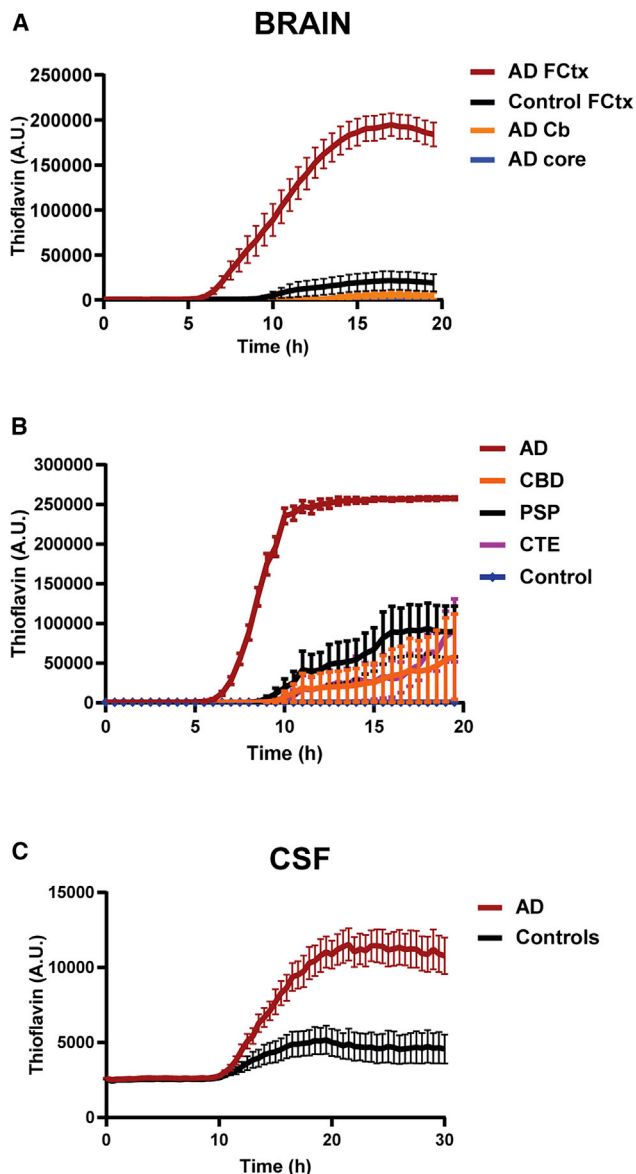 A
BRAIN
250000
200000
150000
100000
50000
0
Thioflavin (A.U.)
0 5 10 15 20
Time (h)
AD FCtx
Control FCtx
AD Cb
AD core
B
300000
250000
200000
150000
100000
50000
0
Thioflavin (A.U.)
0 5 10 15 20
Time (h)
AD
CBD
PSP
CTE
Control
C
CSF
15000
10000
5000
0
Thioflavin (A.U.)
0 10 20 30
Time (h)
AD
Controls